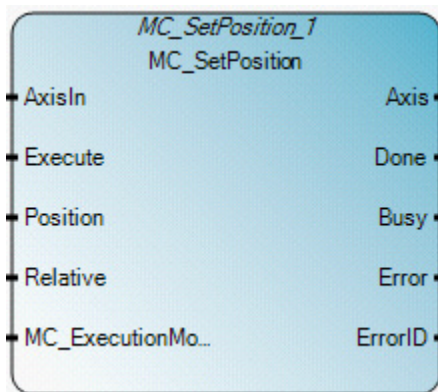 MC_SetPosition_1
MC_SetPosition
AxisIn Axis
Execute Done
Position Busy
Relative Error
MC_ExecutionMo... ErrorID